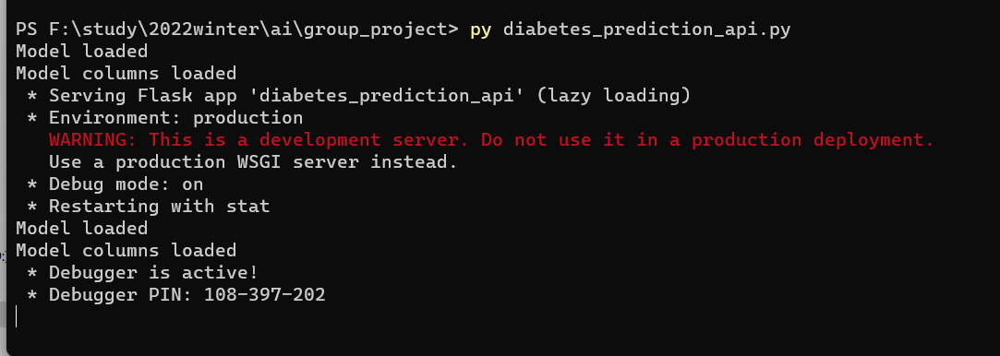 PS F:\study\2022winter\ai\group_project> py diabetes_prediction_api.py
Model loaded
Model columns loaded
 * Serving Flask app 'diabetes_prediction_api' (lazy loading)
 * Environment: production
   WARNING: This is a development server. Do not use it in a production deployment.
   Use a production WSGI server instead.
 * Debug mode: on
 * Restarting with stat
Model loaded
Model columns loaded
 * Debugger is active!
 * Debugger PIN: 108-397-202